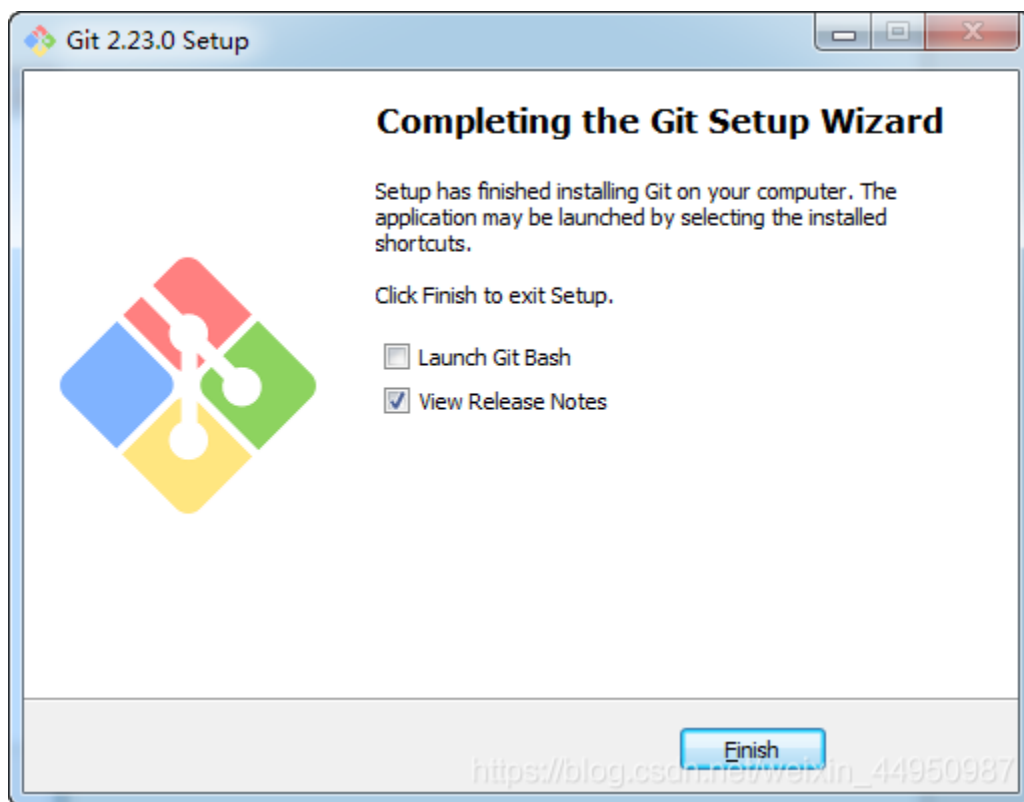 Git 2.23.0 Setup
Completing the Git Setup Wizard
Setup has finished installing Git on your computer. The
application may be launched by selecting the installed
shortcuts.
Click Finish to exit Setup.
Launch Git Bash
View Release Notes
Finish
https://blog.csdn.net/weixin_44950987